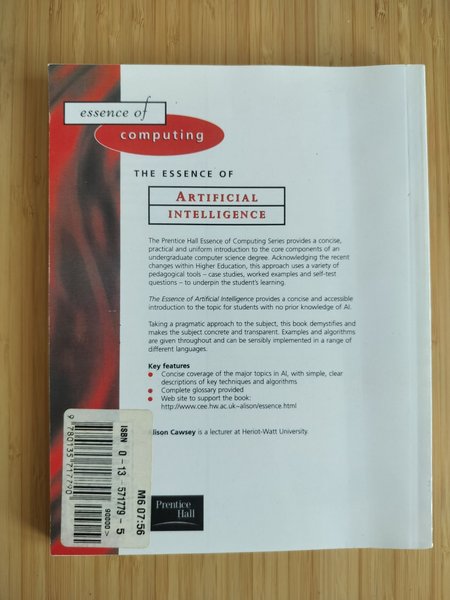 essence of
computing
THE ESSENCE OF
ARTIFICIAL
INTELLIGENCE
The Prentice Hall Essence of Computing Series provides a concise,
practical and uniform introduction to the core components of an
undergraduate computer science degree. Acknowledging the recent
changes within Higher Education, this approach uses a variety of
pedagogical tools – case studies, worked examples and self-test
questions – to underpin the student's learning.
The Essence of Artificial Intelligence provides a concise and accessible
introduction to the topic for students with no prior knowledge of AI.
Taking a pragmatic approach to the subject, this book demystifies and
makes the subject concrete and transparent. Examples and algorithms
are given throughout and can be sensibly implemented in a range of
different languages.
Key features
Concise coverage of the major topics in AI, with simple, clear
descriptions of key techniques and algorithms
Complete glossary provided
Web site to support the book:
http://www.cee.hw.ac.uk~alison/essence.html
lison Cawsey is a lecturer at Heriot-Watt University.
ISBN 0-13-571779-5
90000>
9 780135 717790
M6 07:56
Prentice
Hall